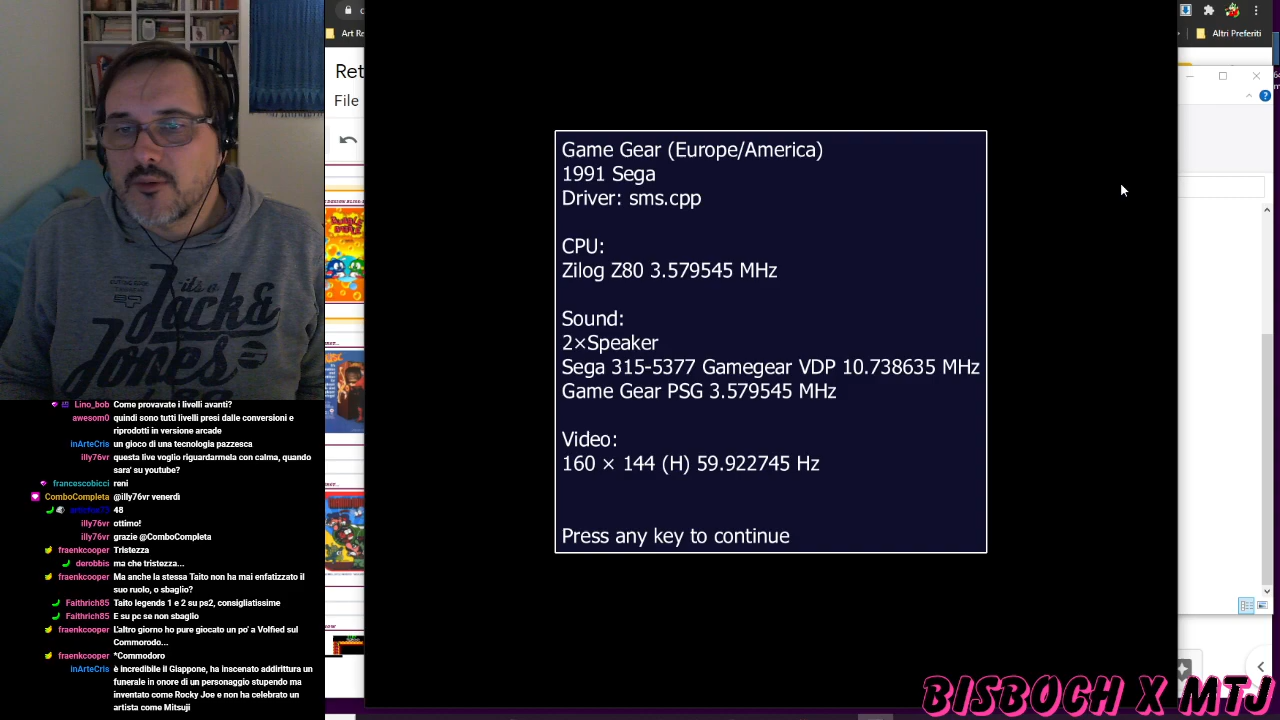 Art Re
Altri Preferiti
Ret
File
Game Gear (Europe/America)
1991 Sega
Driver: sms.cpp
CPU:
Zilog Z80 3.579545 MHz
Sound:
2×Speaker
Sega 315-5377 Gamegear VDP 10.738635 MHz
Game Gear PSG 3.579545 MHz
Video:
160 × 144 (H) 59.922745 Hz
Press any key to continue
it's a
Jack &
Jones
Lino_bob Come provavate i livelli avanti?
awesom0 quindi sono tutti livelli presi dalle conversioni e
riprodotti in versione arcade
inArteCris un gioco di una tecnologia pazzesca
illy76vr questa live voglio riguardarmela con calma, quando
sara' su youtube?
francescobicci reni
ComboCompleta @illy76vr venerdì
48
illy76vr ottimo!
illy76vr grazie @ComboCompleta
fraenkcooper Tristezza
derobbis ma che tristezza...
fraenkcooper Ma anche la stessa Taito non ha mai enfatizzato il
suo ruolo, o sbaglio?
Faithrich85 Taito legends 1 e 2 su ps2, consigliatissime
Faithrich85 E su pc se non sbaglio
fraenkcooper L'altro giorno ho pure giocato un po' a Volfied sul
Commorodo...
fraenkcooper *Commodoro
inArteCris è incredibile il Giappone, ha inscenato addirittura un
funerale in onore di un personaggio stupendo ma
inventato come Rocky Joe e non ha celebrato un
artista come Mitsuji
BISBOCH X MTJ